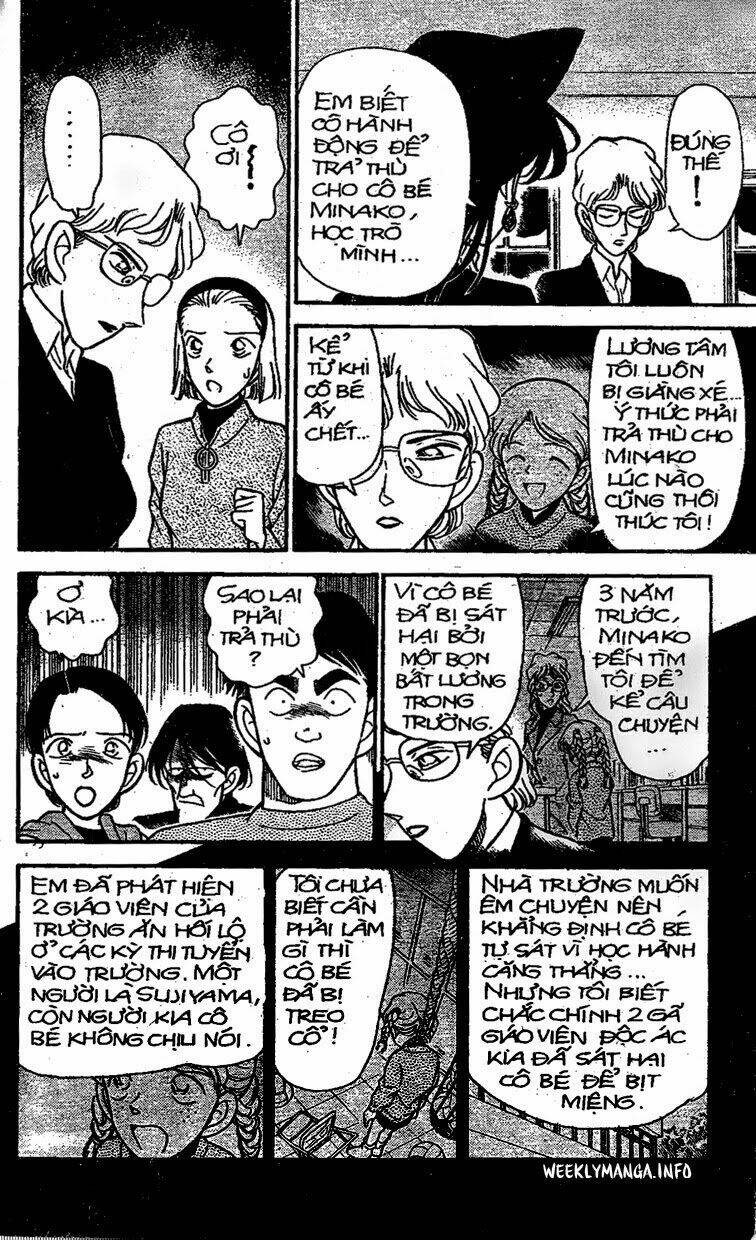 ......
CÔ
ƠI!
EM BIẾT
CÔ HÀNH
ĐỘNG ĐỂ
TRẢ THÙ
CHO CÔ BÉ
MINAKO,
HỌC TRÒ
MÌNH...
ĐÚNG
THẾ
!
KỂ
TỪ KHI
CÔ BÉ
ẤY
CHẾT...
LƯƠNG TÂM
TÔI LUÔN
BỊ GIẰNG XÉ...
Ý THỨC PHẢI
TRẢ THÙ CHO
MINAKO
LÚC NÀO
CŨNG THÔI
THÚC TÔI!
Ơ
KÌA...
SAO LẠI
PHẢI
TRẢ THÙ
?
VÌ CÔ BÉ
ĐÃ BỊ SÁT
HẠI BỞI
MỘT BỌN
BẤT LƯƠNG
TRONG
TRƯỜNG.
3 NĂM
TRƯỚC,
MINAKO
ĐẾN TÌM
TÔI ĐỂ
KỂ CÂU
CHUYỆN
...
EM ĐÃ PHÁT HIỆN
2 GIÁO VIÊN CỦA
TRƯỜNG ĂN HỐI LỘ
Ở CÁC KỲ THI TUYỂN
VÀO TRƯỜNG. MỘT
NGƯỜI LÀ SUJIYAMA,
CÒN NGƯỜI KIA CÔ
BÉ KHÔNG CHỊU NÓI.
TÔI CHƯA
BIẾT CẦN
PHẢI LÀM
GÌ THÌ
CÔ BÉ
ĐÃ BỊ
TREO
CỔ!
NHÀ TRƯỜNG MUỐN
ÊM CHUYỆN NÊN
KHẲNG ĐỊNH CÔ BÉ
TỰ SÁT VÌ HỌC HÀNH
CĂNG THẲNG...
NHƯNG TÔI BIẾT
CHẮC CHÍNH 2 GÃ
GIÁO VIÊN ĐỘC ÁC
KÌA ĐÃ SÁT HẠI
CÔ BÉ ĐỂ BỊT
MIỆNG.
WEEKLYMANGA.INFO